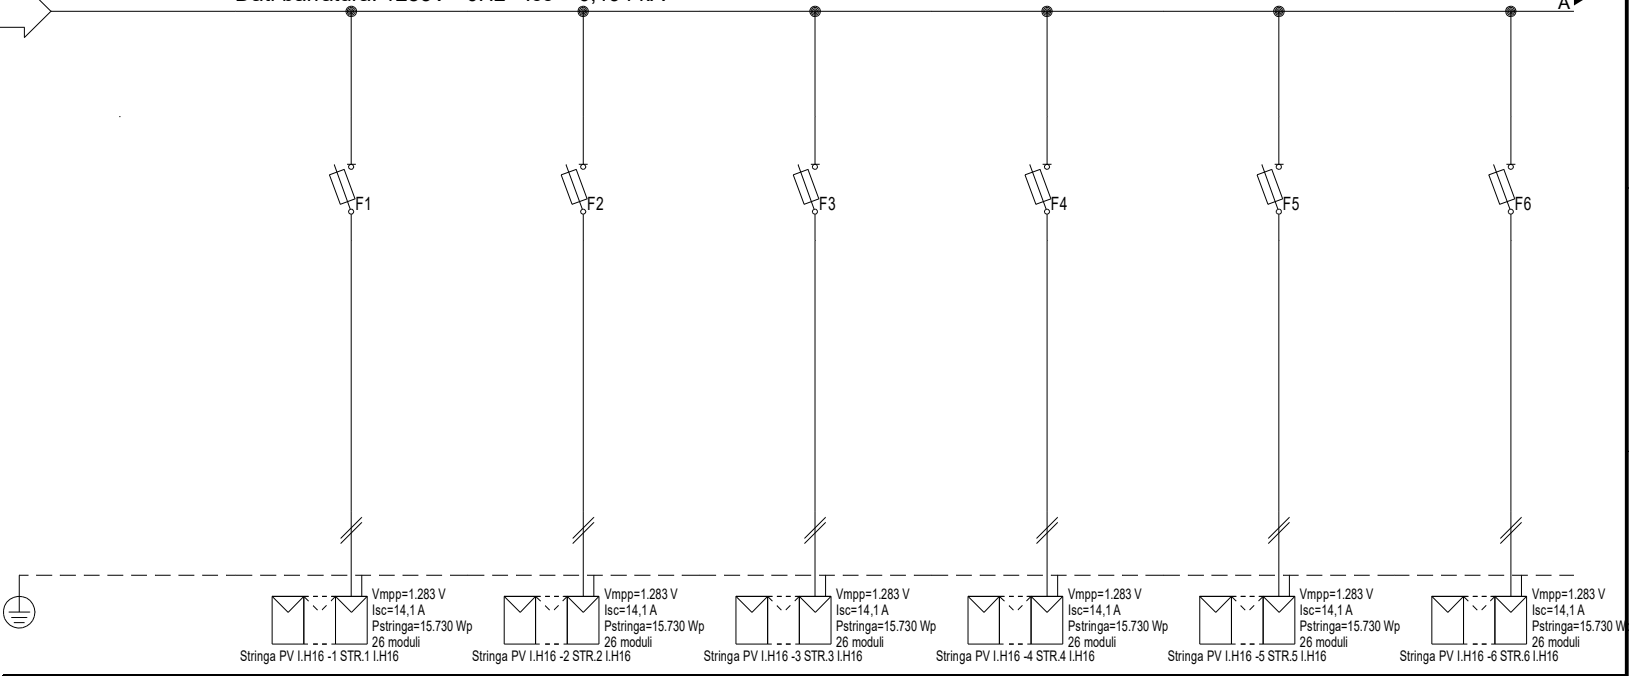 A
F1
F2
F3
F4
F5
F6
Vmpp=1.283 V
Isc=14,1 A
Pstringa=15.730 Wp
26 moduli
Stringa PV I.H16 -1 STR.1 I.H16
Vmpp=1.283 V
Isc=14,1 A
Pstringa=15.730 Wp
26 moduli
Stringa PV I.H16 -2 STR.2 I.H16
Vmpp=1.283 V
Isc=14,1 A
Pstringa=15.730 Wp
26 moduli
Stringa PV I.H16 -3 STR.3 I.H16
Vmpp=1.283 V
Isc=14,1 A
Pstringa=15.730 Wp
26 moduli
Stringa PV I.H16 -4 STR.4 I.H16
Vmpp=1.283 V
Isc=14,1 A
Pstringa=15.730 Wp
26 moduli
Stringa PV I.H16 -5 STR.5 I.H16
Vmpp=1.283 V
Isc=14,1 A
Pstringa=15.730 W
26 moduli
Stringa PV I.H16 -6 STR.6 I.H16